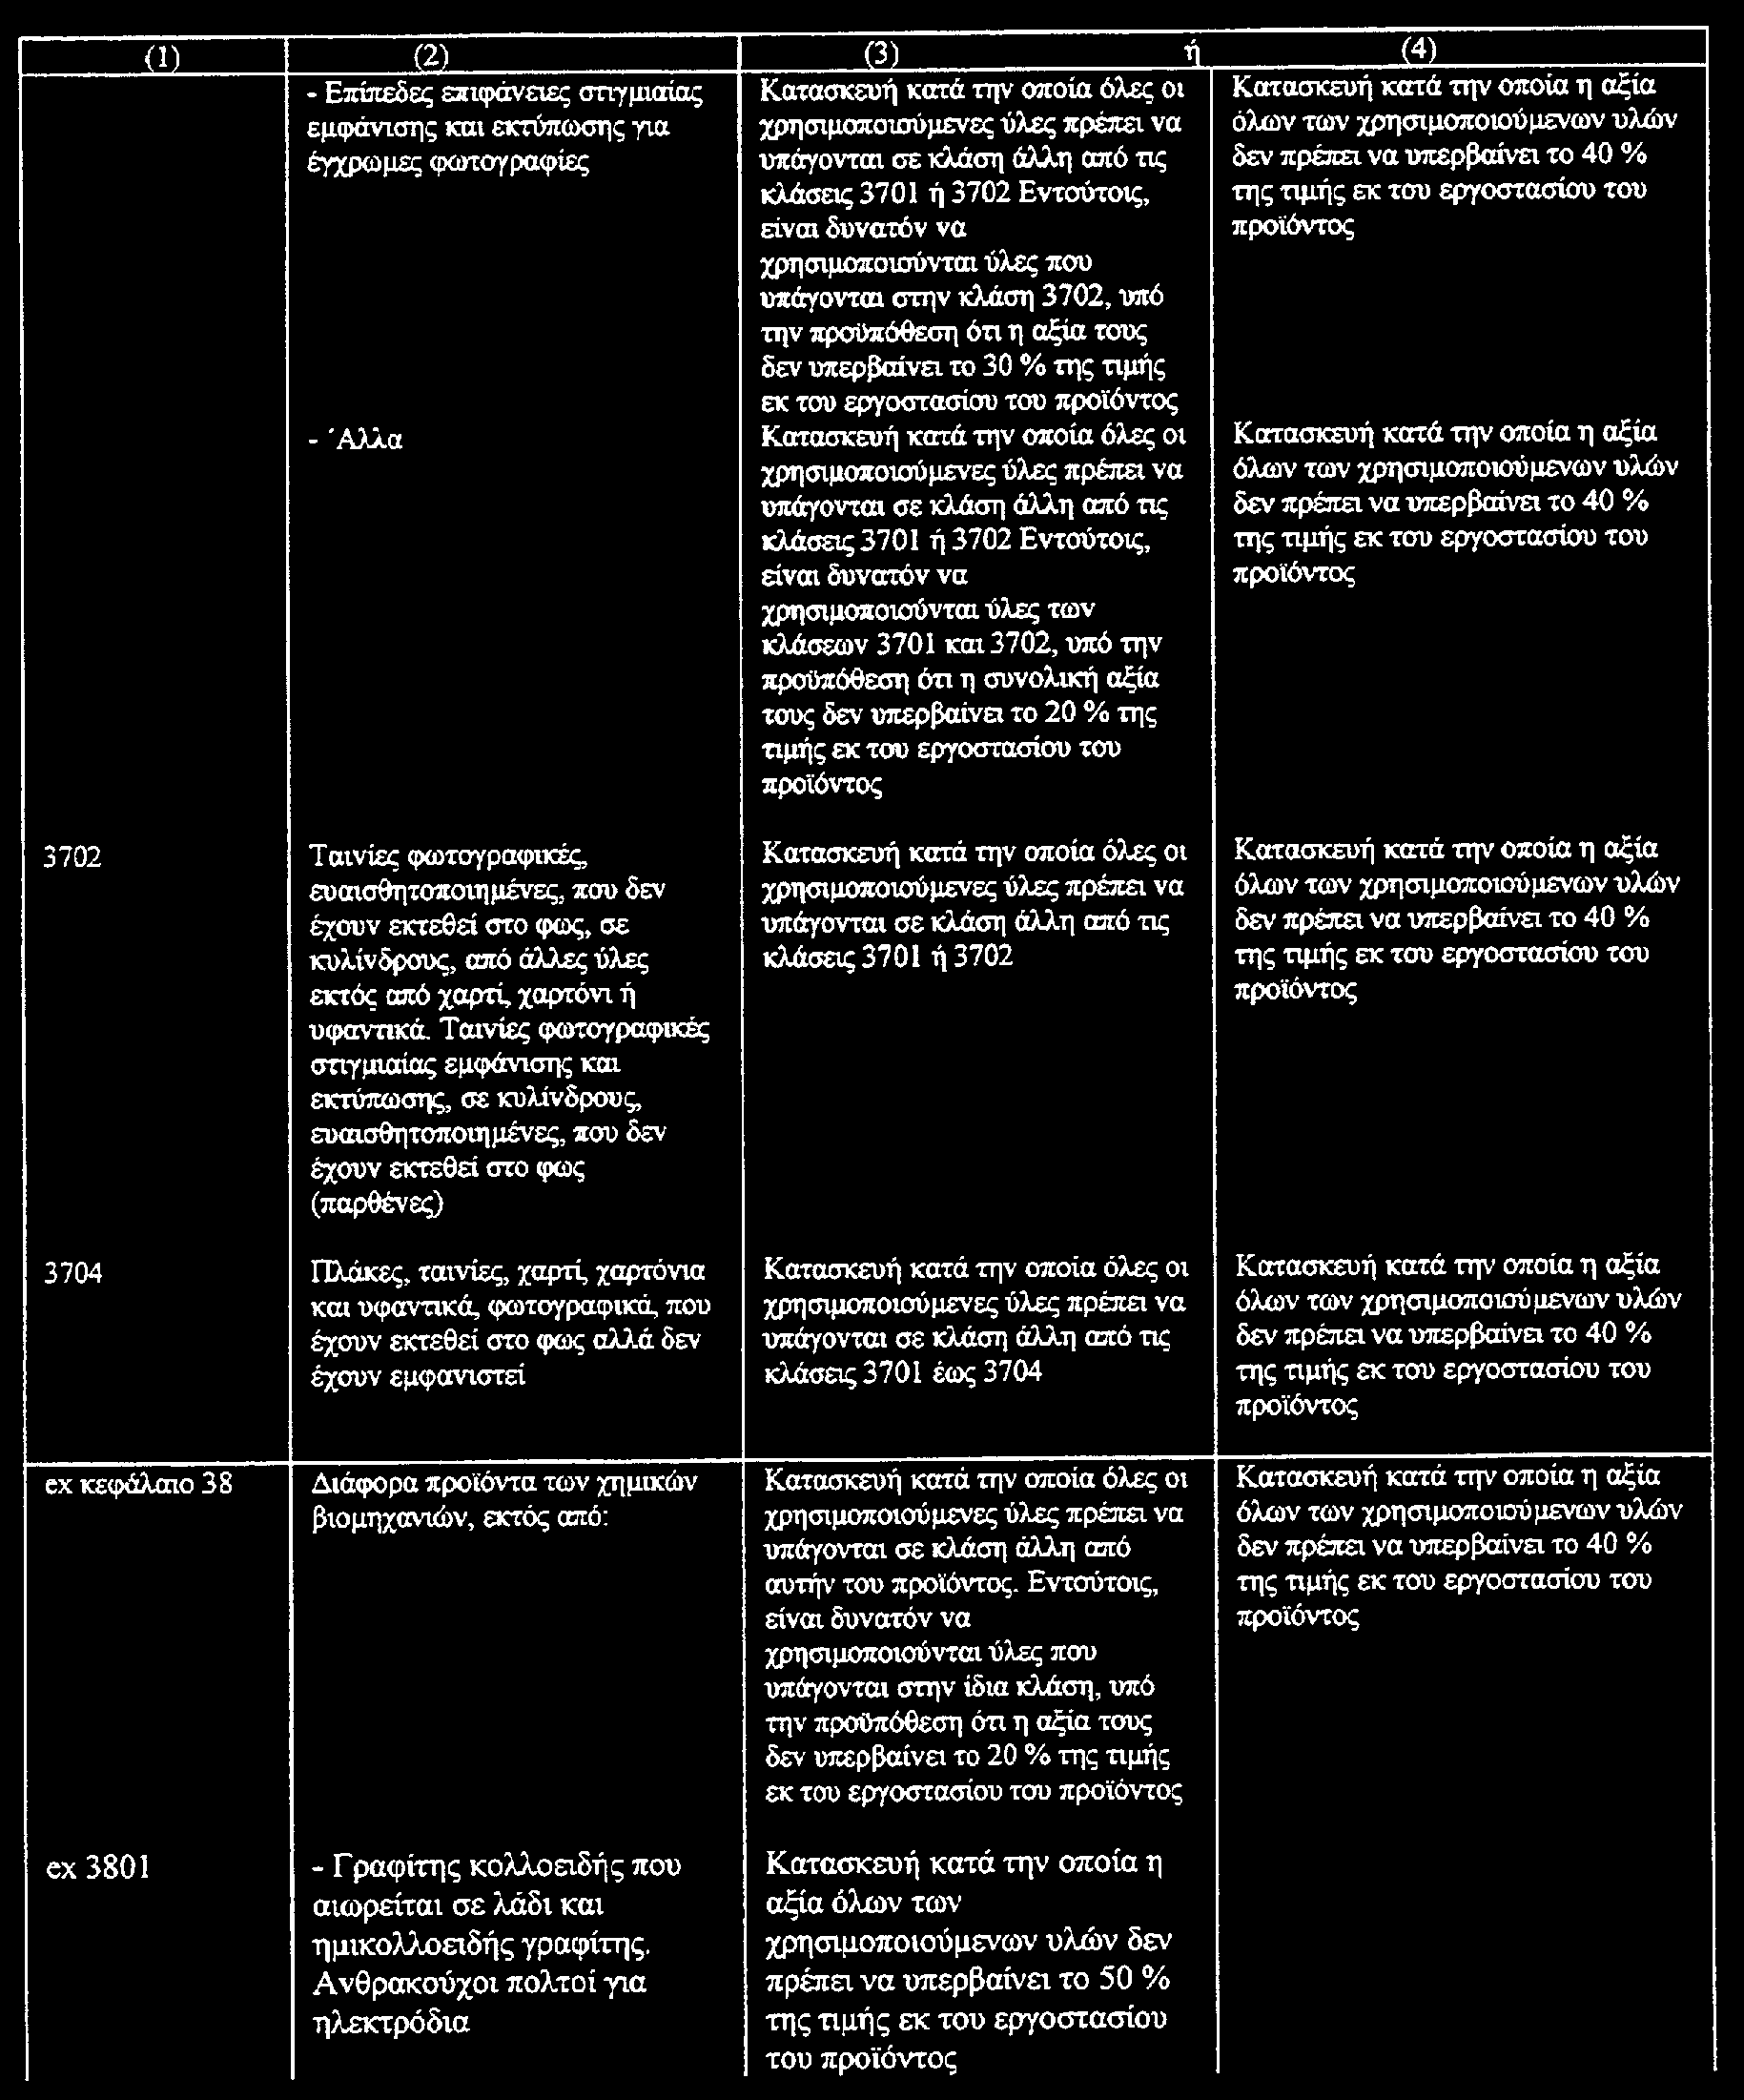 (1) (2) (3) ή (4)
- Επίπεδες επιφάνειες στιγμιαίας
εμφάνισης και εκτύπωσης για
έγχρωμες φωτογραφίες
Κατασκευή κατά την οποία όλες οι
χρησιμοποιούμενες ύλες πρέπει να
υπάγονται σε κλάση άλλη από τις
κλάσεις 3701 ή 3702 Εντούτοις,
είναι δυνατόν να
χρησιμοποιούνται ύλες που
υπάγονται στην κλάση 3702, υπό
την προϋπόθεση ότι η αξία τους
δεν υπερβαίνει το 30 % της τιμής
εκ του εργοστασίου του προϊόντος
Κατασκευή κατά την οποία η αξία
όλων των χρησιμοποιούμενων υλών
δεν πρέπει να υπερβαίνει το 40 %
της τιμής εκ του εργοστασίου του
προϊόντος
- Άλλα
Κατασκευή κατά την οποία όλες οι
χρησιμοποιούμενες ύλες πρέπει να
υπάγονται σε κλάση άλλη από τις
κλάσεις 3701 ή 3702 Εντούτοις,
είναι δυνατόν να
χρησιμοποιούνται ύλες των
κλάσεων 3701 και 3702, υπό την
προϋπόθεση ότι η συνολική αξία
τους δεν υπερβαίνει το 20 % της
τιμής εκ του εργοστασίου του
προϊόντος
Κατασκευή κατά την οποία η αξία
όλων των χρησιμοποιούμενων υλών
δεν πρέπει να υπερβαίνει το 40 %
της τιμής εκ του εργοστασίου του
προϊόντος
3702
Ταινίες φωτογραφικές,
ευαισθητοποιημένες, που δεν
έχουν εκτεθεί στο φως, σε
κυλίνδρους, από άλλες ύλες
εκτός από χαρτί, χαρτόνι ή
υφαντικά. Ταινίες φωτογραφικές
στιγμιαίας εμφάνισης και
εκτύπωσης, σε κυλίνδρους,
ευαισθητοποιημένες, που δεν
έχουν εκτεθεί στο φως
(παρθένες)
Κατασκευή κατά την οποία όλες οι
χρησιμοποιούμενες ύλες πρέπει να
υπάγονται σε κλάση άλλη από τις
κλάσεις 3701 ή 3702
Κατασκευή κατά την οποία η αξία
όλων των χρησιμοποιούμενων υλών
δεν πρέπει να υπερβαίνει το 40 %
της τιμής εκ του εργοστασίου του
προϊόντος
3704
Πλάκες, ταινίες, χαρτί, χαρτόνια
και υφαντικά, φωτογραφικά, που
έχουν εκτεθεί στο φως αλλά δεν
έχουν εμφανιστεί
Κατασκευή κατά την οποία όλες οι
χρησιμοποιούμενες ύλες πρέπει να
υπάγονται σε κλάση άλλη από τις
κλάσεις 3701 έως 3704
Κατασκευή κατά την οποία η αξία
όλων των χρησιμοποιούμενων υλών
δεν πρέπει να υπερβαίνει το 40 %
της τιμής εκ του εργοστασίου του
προϊόντος
ex κεφάλαιο 38
Διάφορα προϊόντα των χημικών
βιομηχανιών, εκτός από:
Κατασκευή κατά την οποία όλες οι
χρησιμοποιούμενες ύλες πρέπει να
υπάγονται σε κλάση άλλη από
αυτήν του προϊόντος. Εντούτοις,
είναι δυνατόν να
χρησιμοποιούνται ύλες που
υπάγονται στην ίδια κλάση, υπό
την προϋπόθεση ότι η αξία τους
δεν υπερβαίνει το 20 % της τιμής
εκ του εργοστασίου του προϊόντος
Κατασκευή κατά την οποία η αξία
όλων των χρησιμοποιούμενων υλών
δεν πρέπει να υπερβαίνει το 40 %
της τιμής εκ του εργοστασίου του
προϊόντος
ex 3801
- Γραφίτης κολλοειδής που
αιωρείται σε λάδι και
ημικολλοειδής γραφίτης.
Ανθρακούχοι πολτοί για
ηλεκτρόδια
Κατασκευή κατά την οποία η
αξία όλων των
χρησιμοποιούμενων υλών δεν
πρέπει να υπερβαίνει το 50 %
της τιμής εκ του εργοστασίου
του προϊόντος